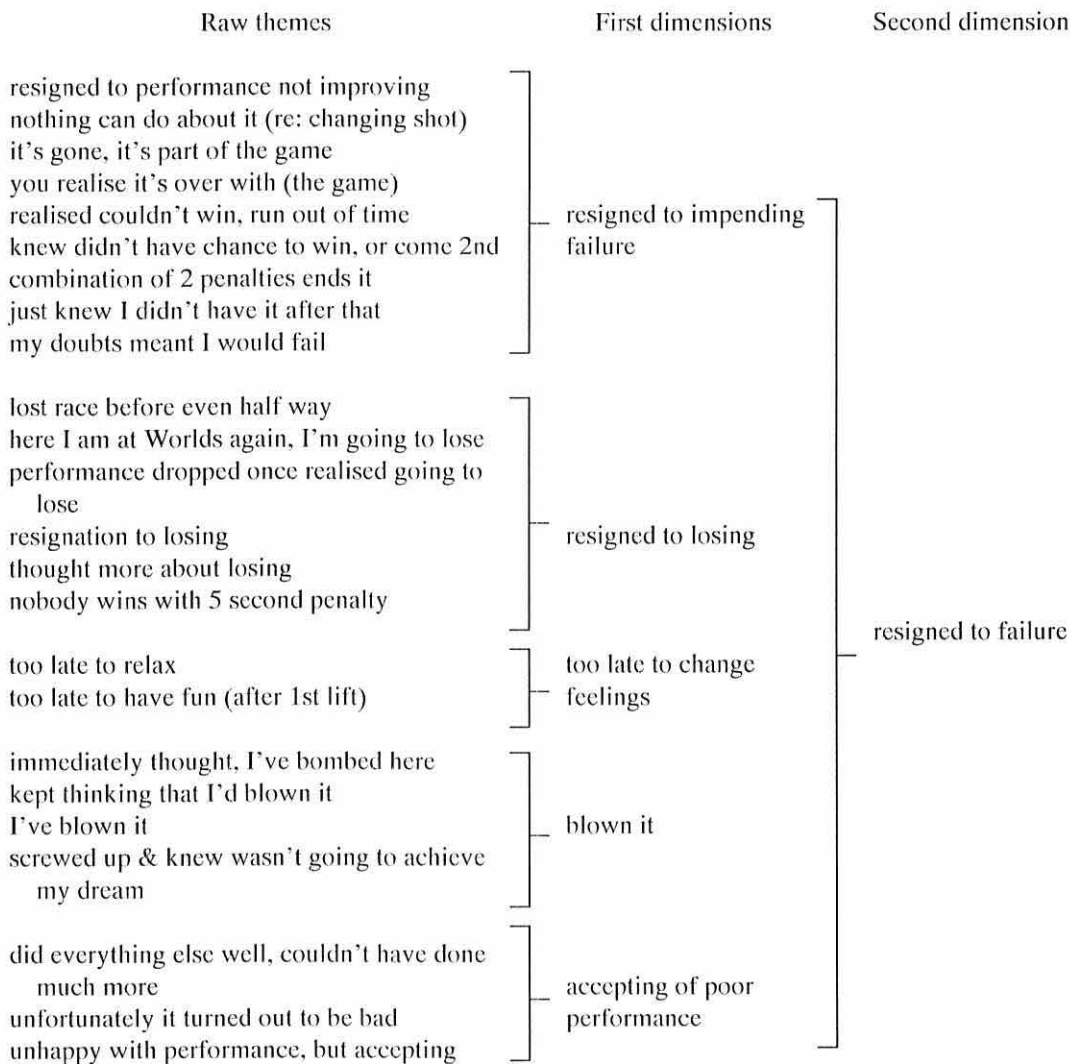 Raw themes First dimensions Second dimension
resigned to performance not improving
nothing can do about it (re: changing shot)
it's gone, it's part of the game
you realise it's over with (the game)
realised couldn't win, run out of time
knew didn't have chance to win, or come 2nd
combination of 2 penalties ends it
just knew I didn't have it after that
my doubts meant I would fail
resigned to impending
failure
lost race before even half way
here I am at Worlds again, I'm going to lose
performance dropped once realised going to
lose
resignation to losing
thought more about losing
nobody wins with 5 second penalty
resigned to losing
too late to relax
too late to have fun (after 1st lift)
too late to change
feelings
immediately thought, I've bombed here
kept thinking that I'd blown it
I've blown it
screwed up & knew wasn't going to achieve
my dream
blown it
did everything else well, couldn't have done
much more
unfortunately it turned out to be bad
unhappy with performance, but accepting
accepting of poor
performance
resigned to failure